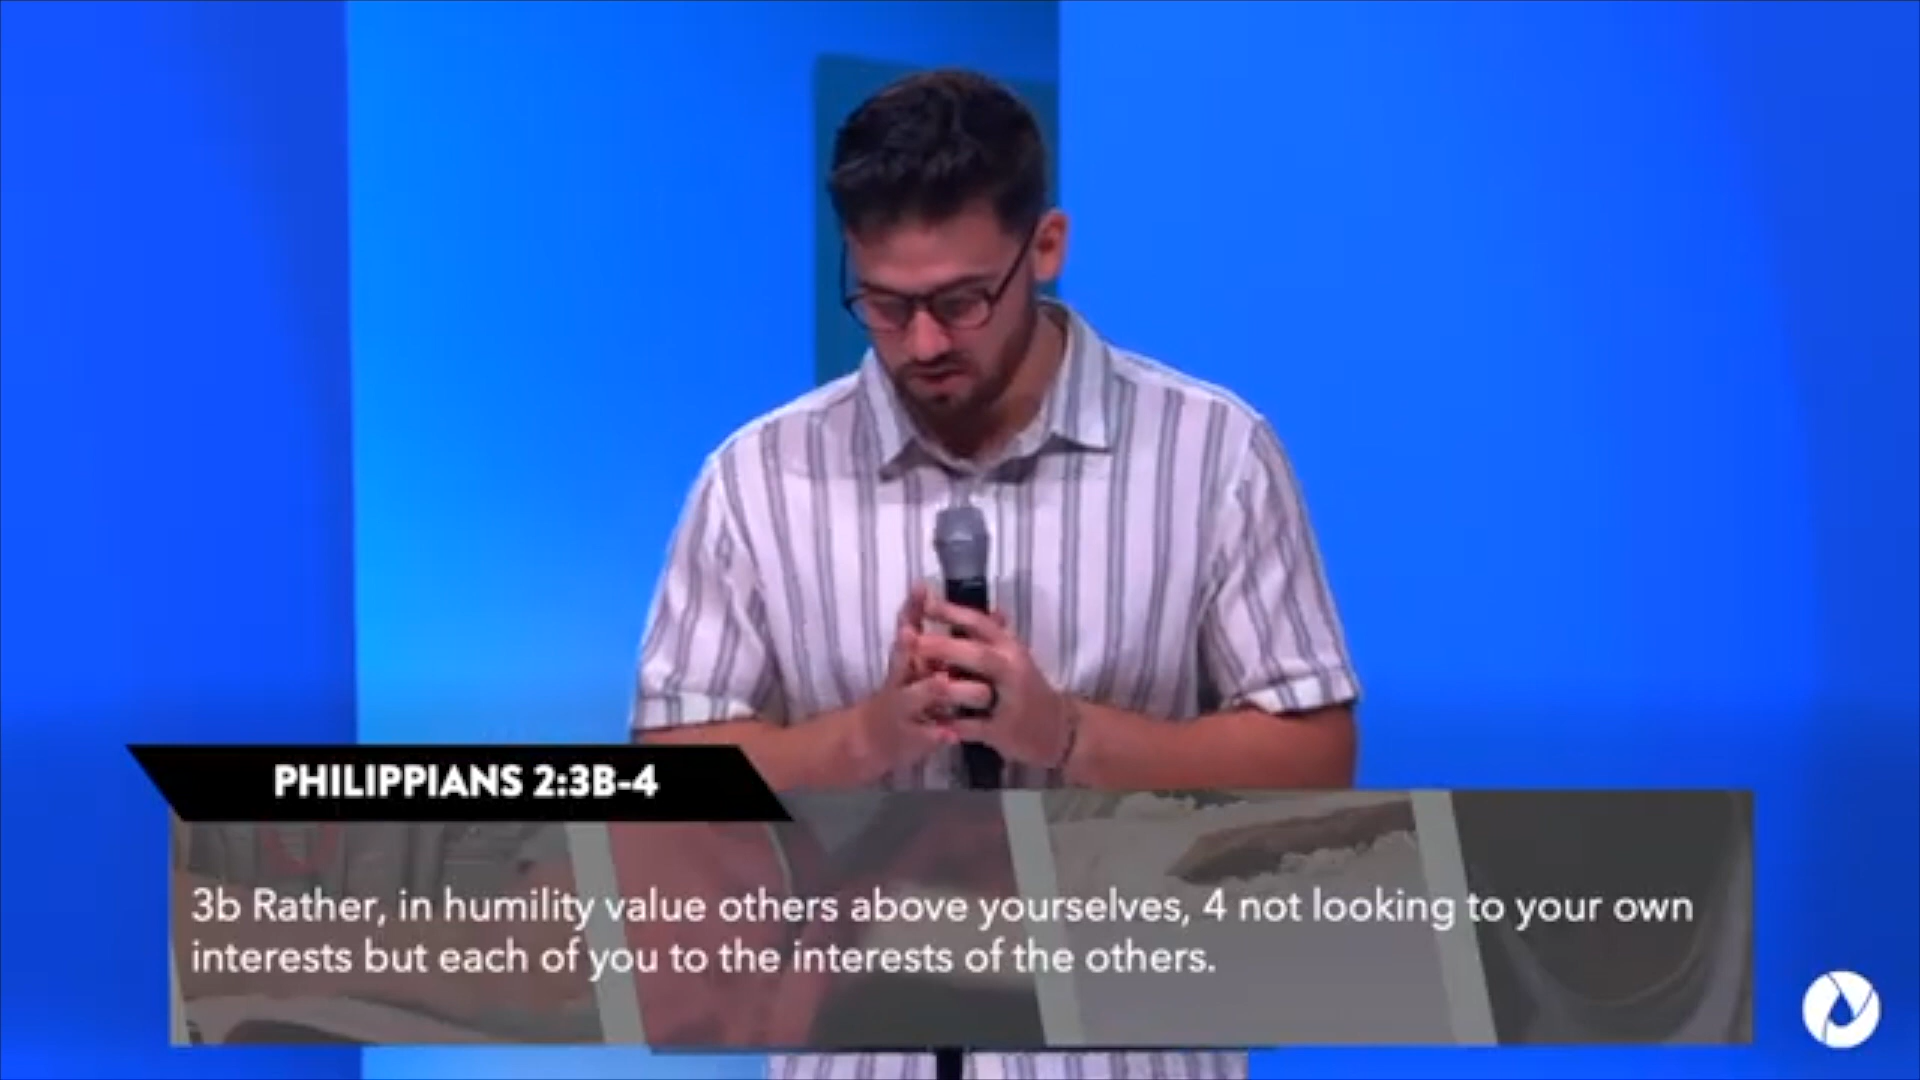 PHILIPPIANS 2:3B-4
3b Rather, in humility value others above yourselves, 4 not looking to your own
interests but each of you to the interests of the others.